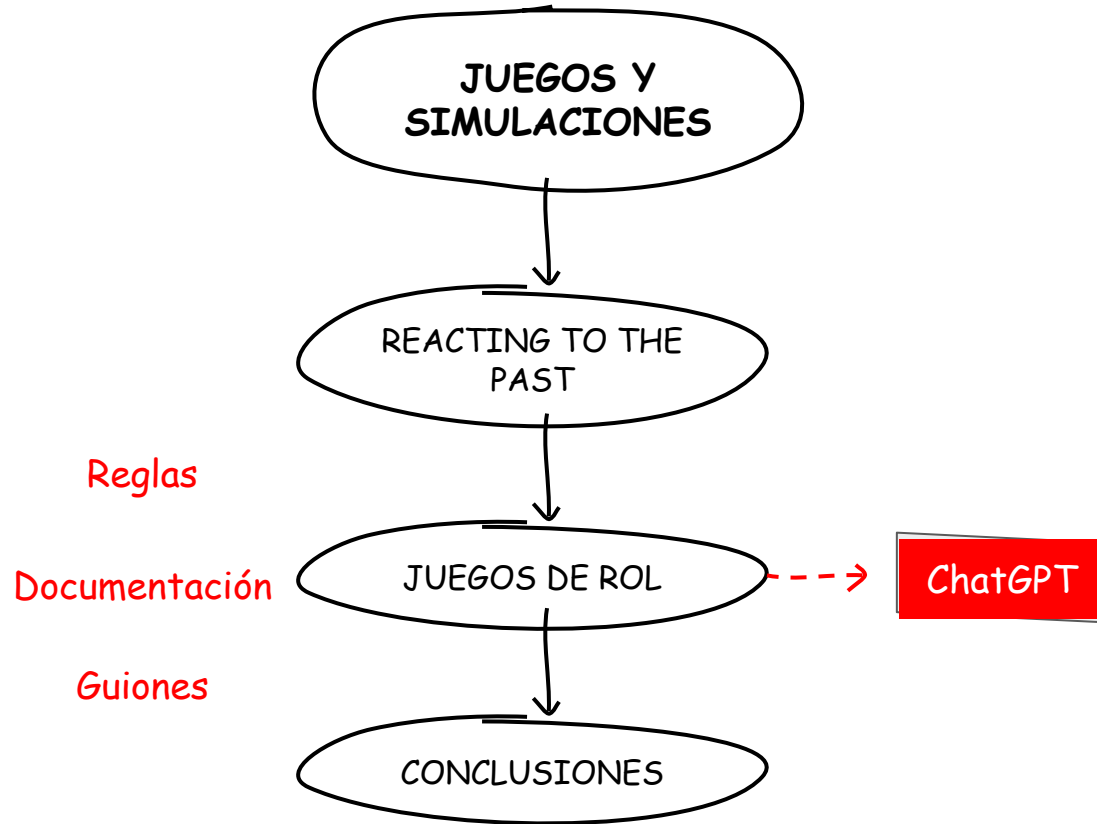 JUEGOS Y
SIMULACIONES
REACTING TO THE
PAST
Reglas
Documentación
JUEGOS DE ROL
ChatGPT
Guiones
CONCLUSIONES